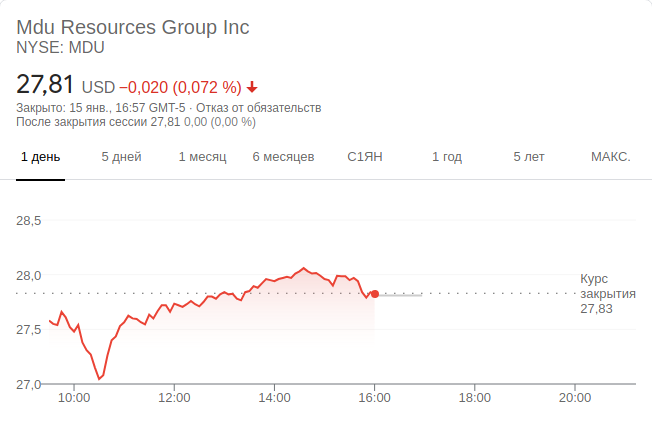 Mdu Resources Group Inc
NYSE: MDU
27,81 USD −0,020 (0,072 %)
Закрыто: 15 янв., 16:57 GMT-5 · Отказ от обязательств
После закрытия сессии 27,81 0,00 (0,00 %)
1 день 5 дней 1 месяц 6 месяцев С1ЯН 1 год 5 лет МАКС.
28,5
28,0
27,5
27,0
Курс
закрытия
27,83
10:00 12:00 14:00 16:00 18:00 20:00